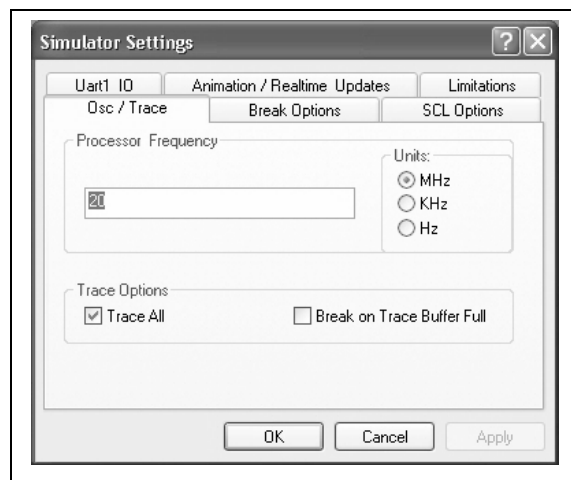 Simulator Settings
Uart1 IO
Animation / Realtime Updates
Limitations
Osc / Trace
Break Options
SCL Options
Processor Frequency
20
Units:
MHz
KHz
Hz
Trace Options
Trace All
Break on Trace Buffer Full
OK
Cancel
Apply